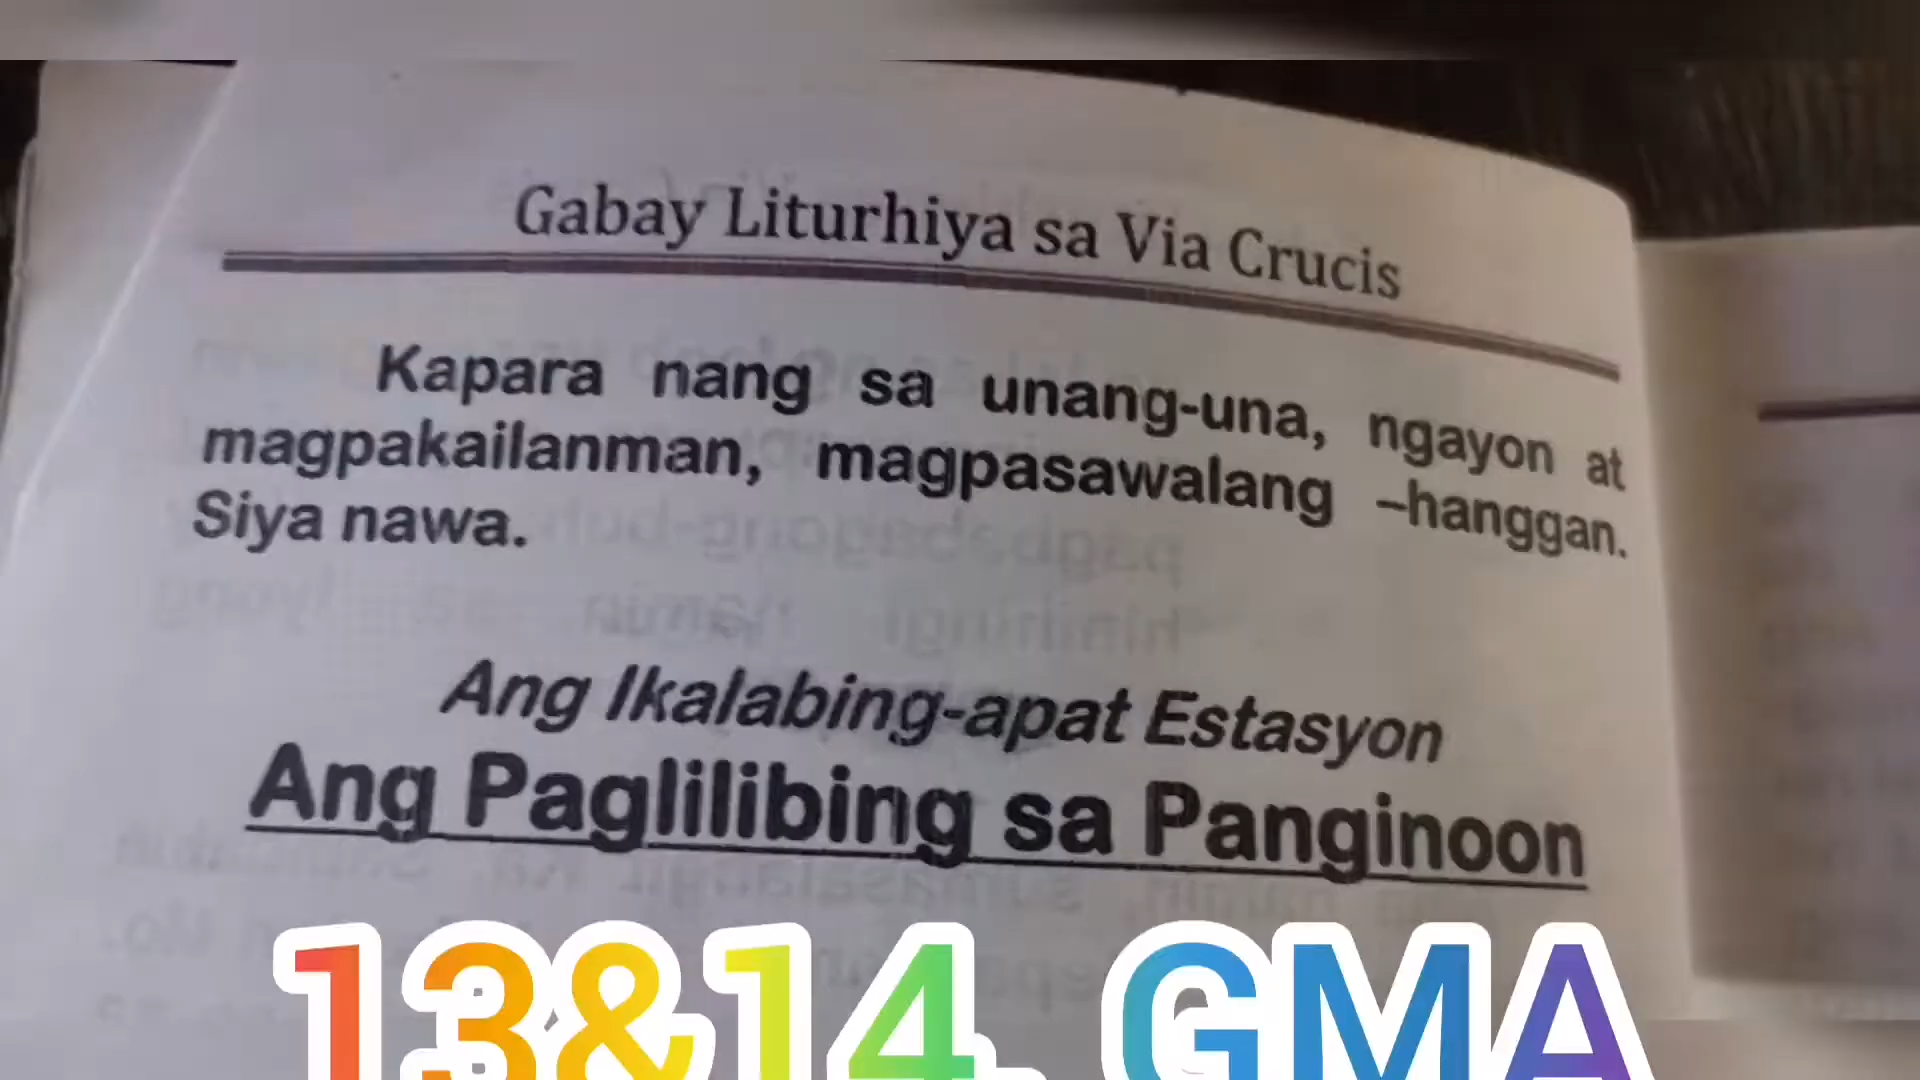 Gabay Liturhiya sa Via Crucis
Kapara nang sa unang-una, ngayon at
magpakailanman, magpasawalang –hanggan.
Siya nawa.
Ang Ikalabing-apat Estasyon
Ang Paglilibing sa Panginoon
13&14, GMA